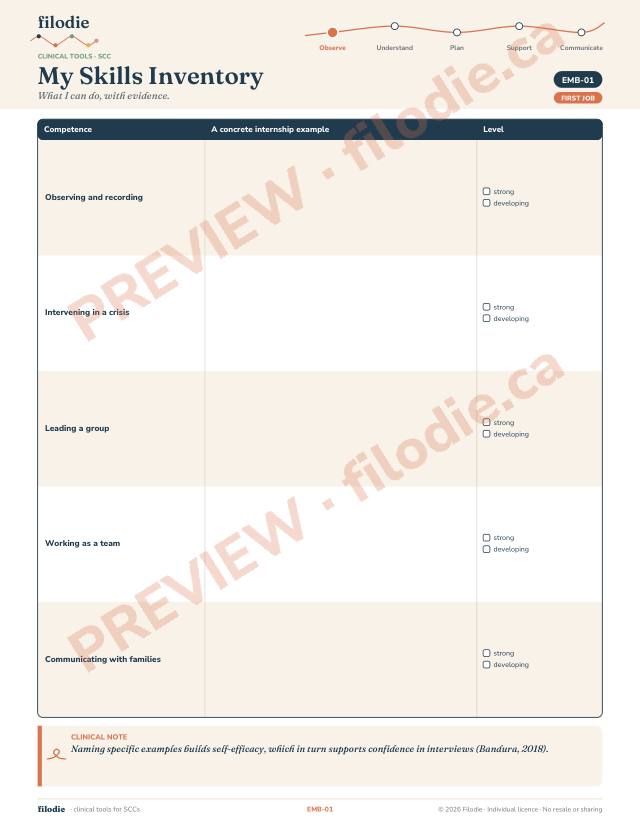 filodie
CLINICAL TOOLS · SCC
My Skills Inventory
What I can do, with evidence.
Observe Understand Plan Support Communicate
EMB-01
FIRST JOB
Competence A concrete internship example Level
Observing and recording
strong
developing
Intervening in a crisis
strong
developing
Leading a group
strong
developing
Working as a team
strong
developing
Communicating with families
strong
developing
PREVIEW · filodie.ca
PREVIEW · filodie.ca
CLINICAL NOTE
Naming specific examples builds self-efficacy, which in turn supports confidence in interviews (Bandura, 2018).
filodie · clinical tools for SCCs EMB-01 © 2026 Filodie · Individual licence · No resale or sharing